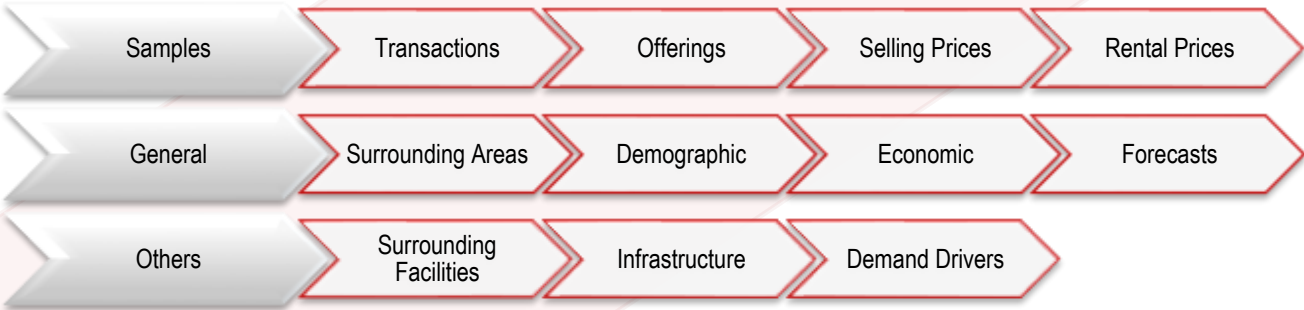 Samples
Transactions
Offerings
Selling Prices
Rental Prices
General
Surrounding Areas
Demographic
Economic
Forecasts
Others
Surrounding
Facilities
Infrastructure
Demand Drivers